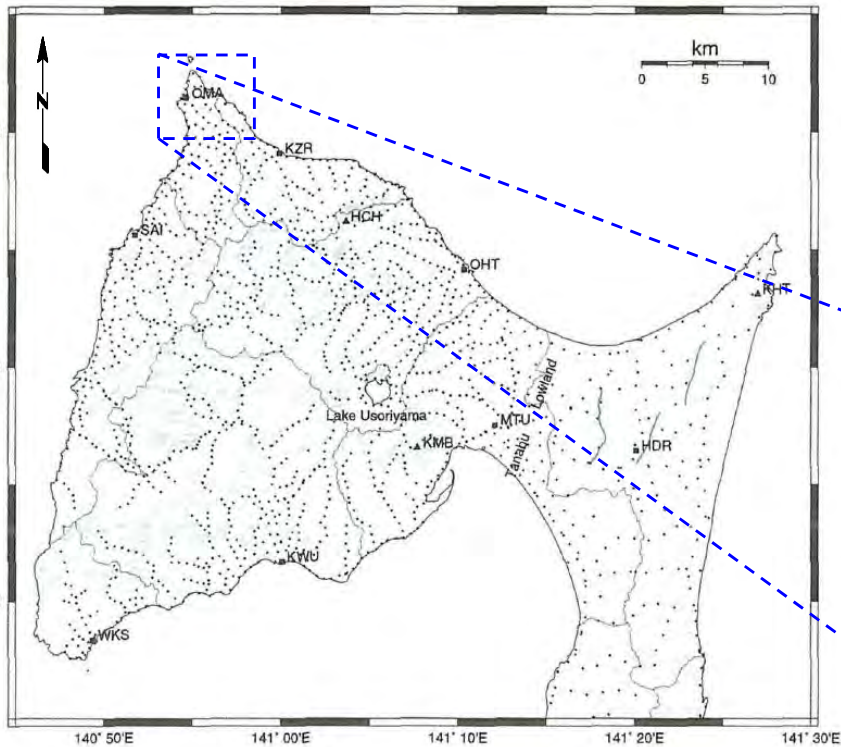 km
0 5 10
N
OMA
KZR
HCH
SAI
OHT
KHT
Lake Usoriyama
Tanabu Lowland
MTU
KMB
HDR
KWU
WKS
140°50'E 141°00'E 141°10'E 141°20'E 141°30'E